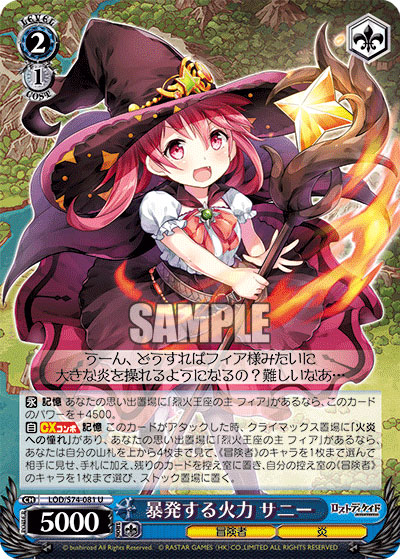 LEVEL
2
1
COST
SAMPLE
うーん、どうすればフィア様みたいに
大きな炎を操れるようになるの？難しいなあ…
永 記憶 あなたの思い出置場に「烈火王座の主 フィア」があるなら、このカード
のパワーを+4500。
自 CXコンボ 記憶 このカードがアタックした時、クライマックス置場に「火炎
への憧れ」があり、あなたの思い出置場に「烈火王座の主 フィア」があるな
ら、あなたは自分の山札を上から4枚まで見て、《冒険者》のキャラを1枚まで選んで
相手に見せ、手札に加え、残りのカードを控え室に置き、自分の控え室の《冒険者》
のキャラを1枚まで選び、ストック置場に置く。
CH LOD/S74-081 U
POWER
5000
暴発する火力 サニー
冒険者
炎
ロストディケイド
© bushiroad All Rights Reserved. © RASTAR GAMES (HK) CO.,LIMITED ALL RIGHTS RESERVED.